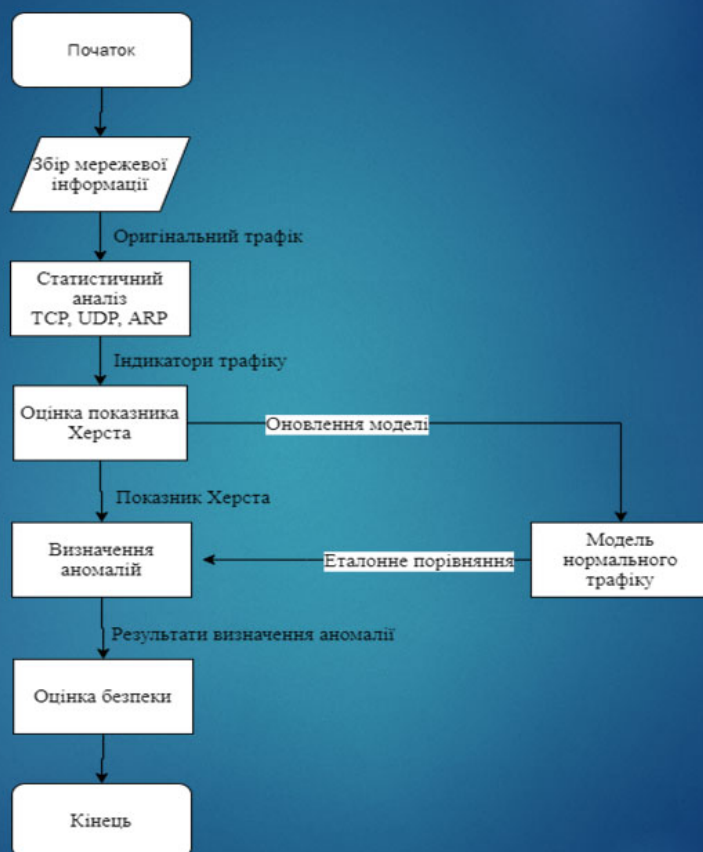 Початок
Збір мережевої
інформації
Оригінальний трафік
Статистичний
аналіз
TCP, UDP, ARP
Індикатори трафіку
Оцінка показника
Херста
Оновлення моделі
Показник Херста
Визначення
аномалій
Еталонне порівняння
Модель
нормального
трафіку
Результати визначення аномалії
Оцінка безпеки
Кінець